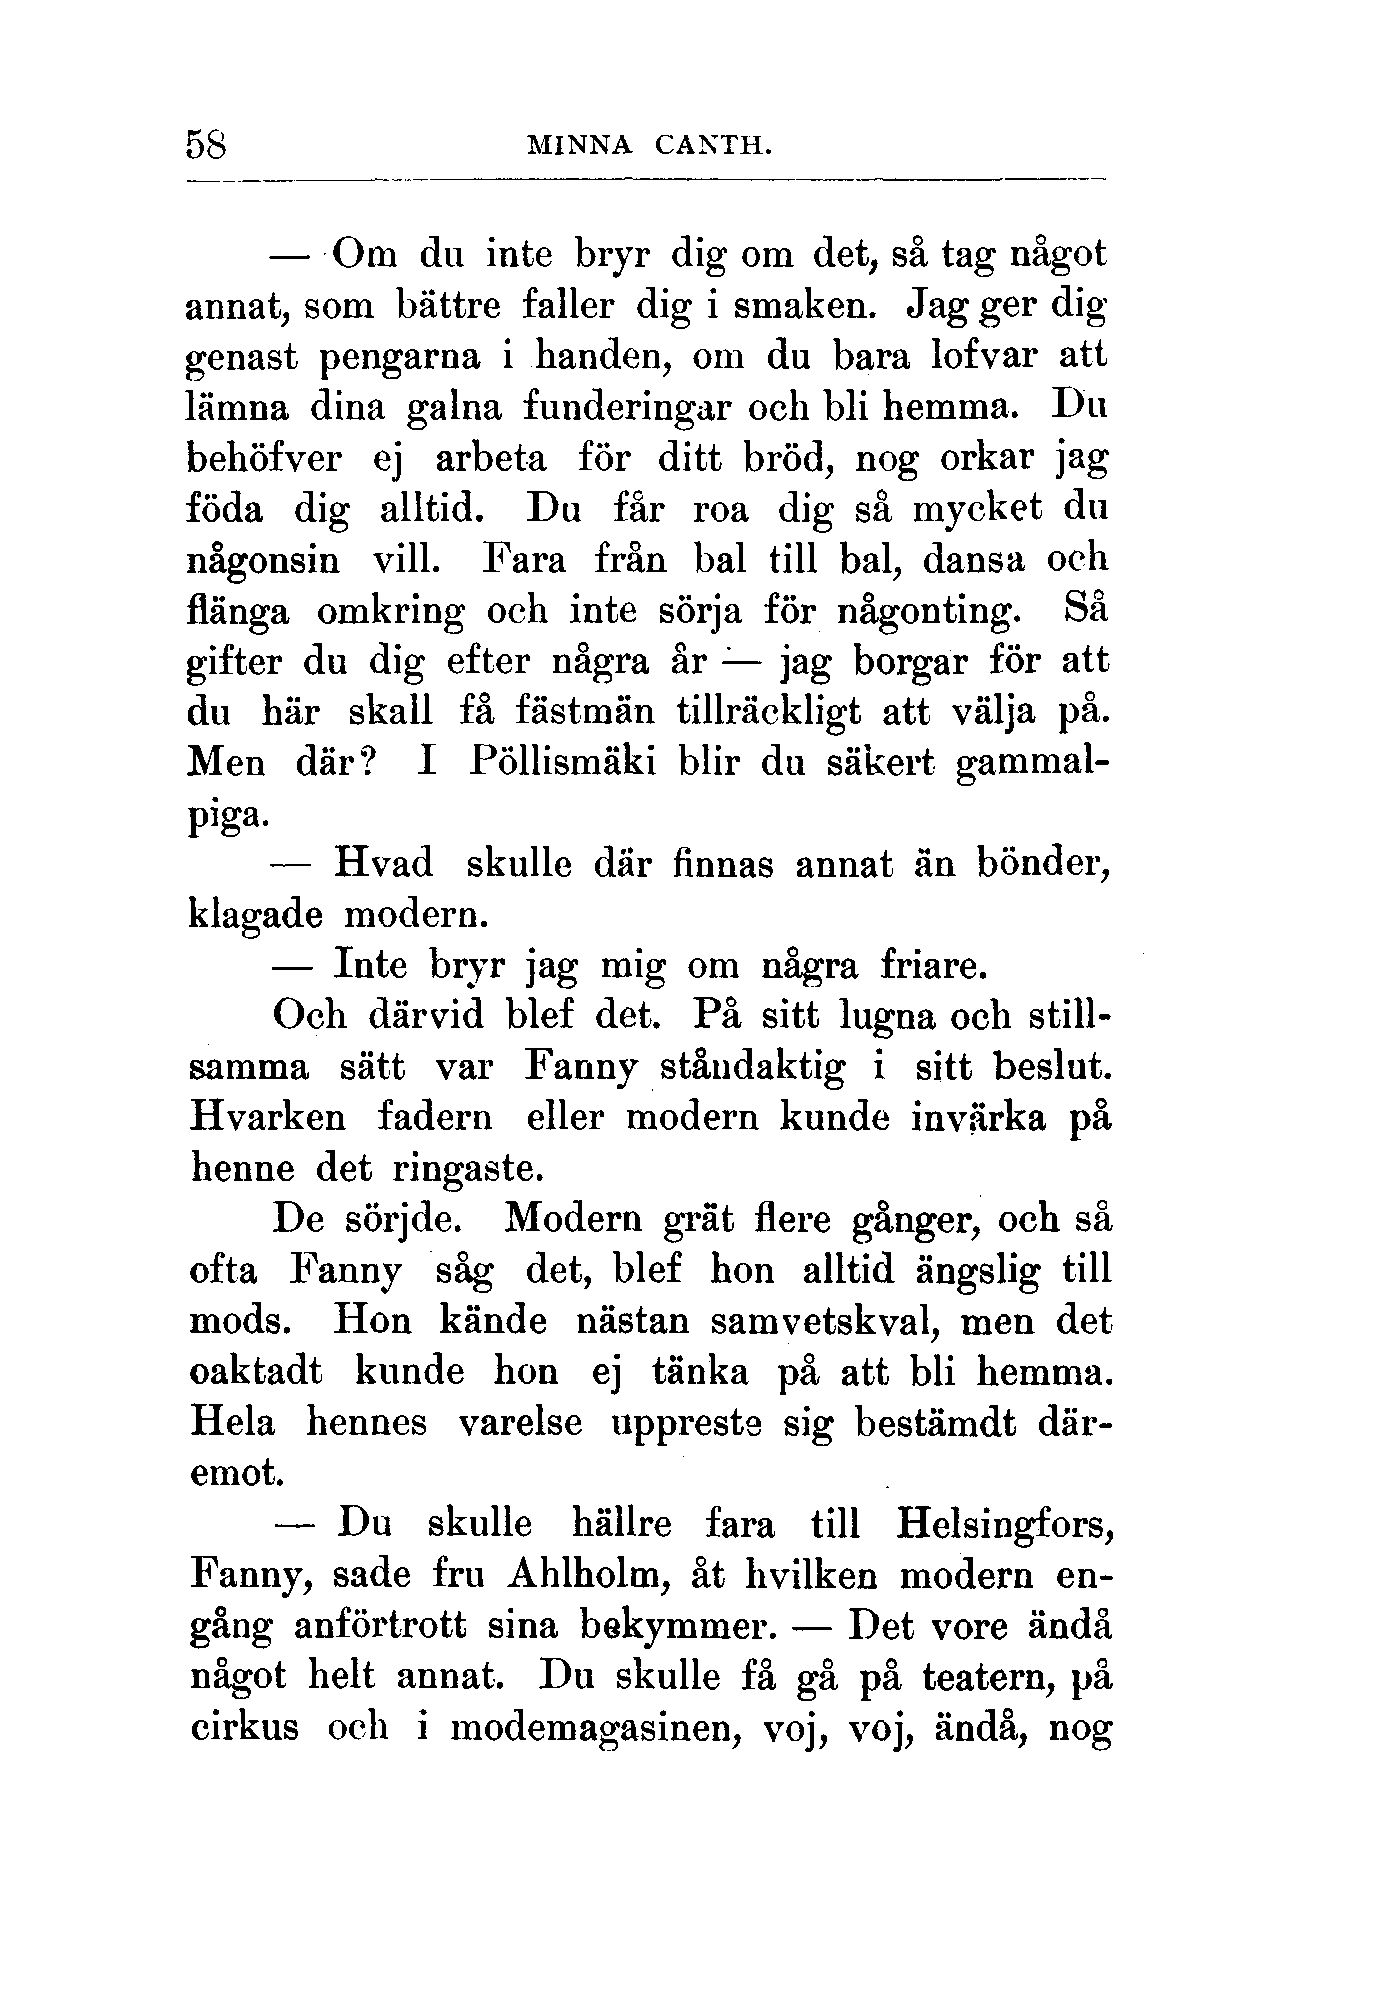 58 MINNA CANTH.
— Om du inte bryr dig om det, så tag något
annat, som bättre faller dig i smaken. Jag ger dig
genast pengarna i handen, om du bara lofvar att
lämna dina galna funderingar och bli hemma. Du
behöfver ej arbeta för ditt bröd, nog orkar jag
föda dig alltid. Du får roa dig så mycket du
någonsin vill. Fara från bal till bal, dansa och
flänga omkring och inte sörja för någonting. Så
gifter du dig efter några år — jag borgar för att
du här skall få fästmän tillräckligt att välja på.
Men där? I Pöllismäki blir du säkert gammal-
piga.
— Hvad skulle där finnas annat än bönder,
klagade modern.
— Inte bryr jag mig om några friare.
Och därvid blef det. På sitt lugna och still-
samma sätt var Fanny ståndaktig i sitt beslut.
Hvarken fadern eller modern kunde invärka på
henne det ringaste.
De sörjde. Modern grät flere gånger, och så
ofta Fanny såg det, blef hon alltid ängslig till
mods. Hon kände nästan samvetskval, men det
oaktadt kunde hon ej tänka på att bli hemma.
Hela hennes varelse uppreste sig bestämdt där-
emot.
— Du skulle hällre fara till Helsingfors,
Fanny, sade fru Ahlholm, åt hvilken modern en-
gång anförtrott sina bekymmer. — Det vore ändå
något helt annat. Du skulle få gå på teatern, på
cirkus och i modemagasinen, voj, voj, ändå, nog